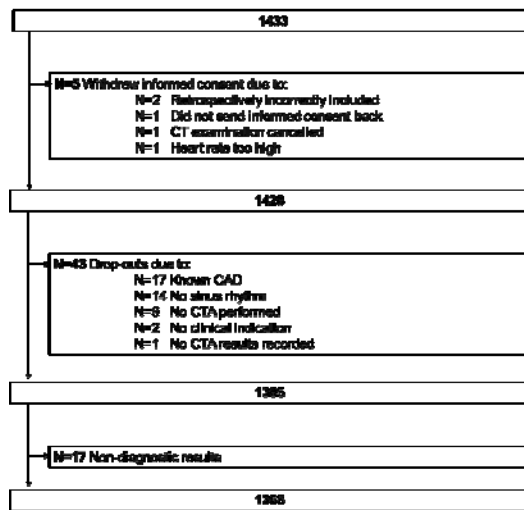 1433
N=5 Withdrew informed consent due to:
N=2 Retrospectively incorrectly included
N=1 Did not send informed consent back
N=1 CT examination cancelled
N=1 Heart rate too high
1428
N=43 Drop-outs due to:
N=17 Known CAD
N=14 No sinus rhythm
N=9 No CTA performed
N=2 No clinical indication
N=1 No CTA results recorded
1385
N=17 Non-diagnostic results
1368